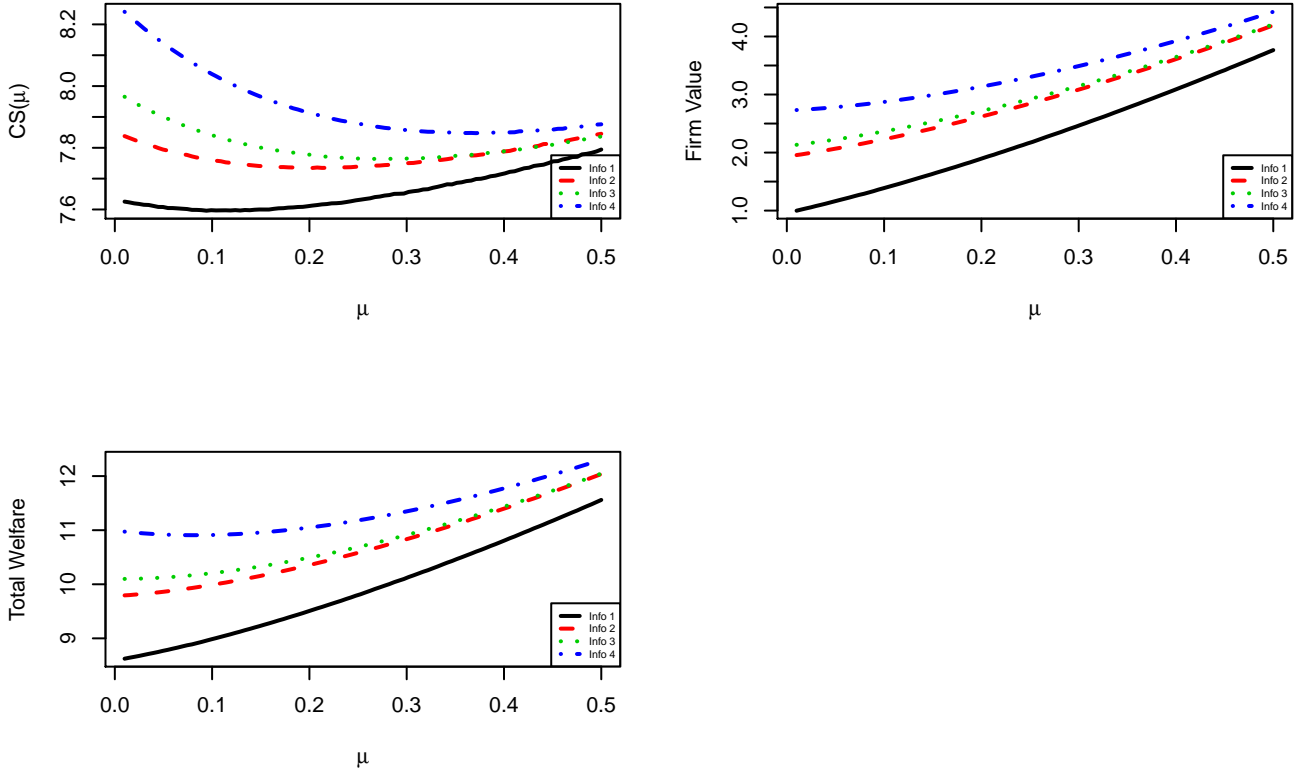 CS(μ)
8.2
8.0
7.8
7.6
Info 1
Info 2
Info 3
Info 4
0.0 0.1 0.2 0.3 0.4 0.5
μ
Firm Value
4.0
3.0
2.0
1.0
Info 1
Info 2
Info 3
Info 4
0.0 0.1 0.2 0.3 0.4 0.5
μ
Total Welfare
12
11
10
9
Info 1
Info 2
Info 3
Info 4
0.0 0.1 0.2 0.3 0.4 0.5
μ